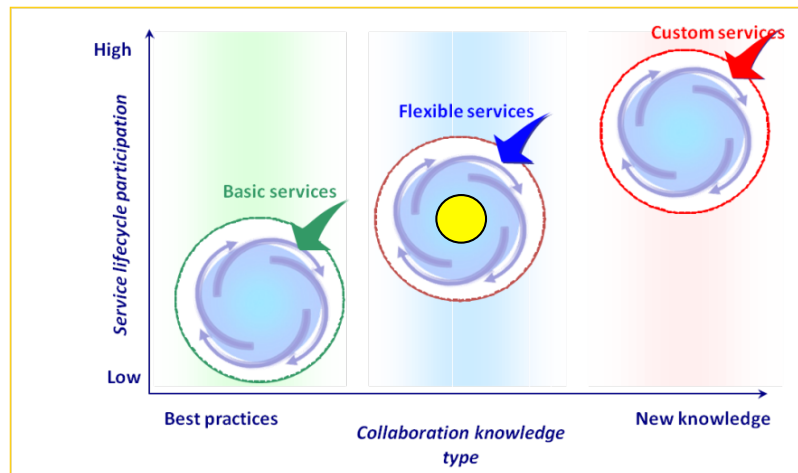 Custom services
High
Flexible services
Basic services
Service lifecycle participation
Low
Best practices
New knowledge
Collaboration knowledge
type